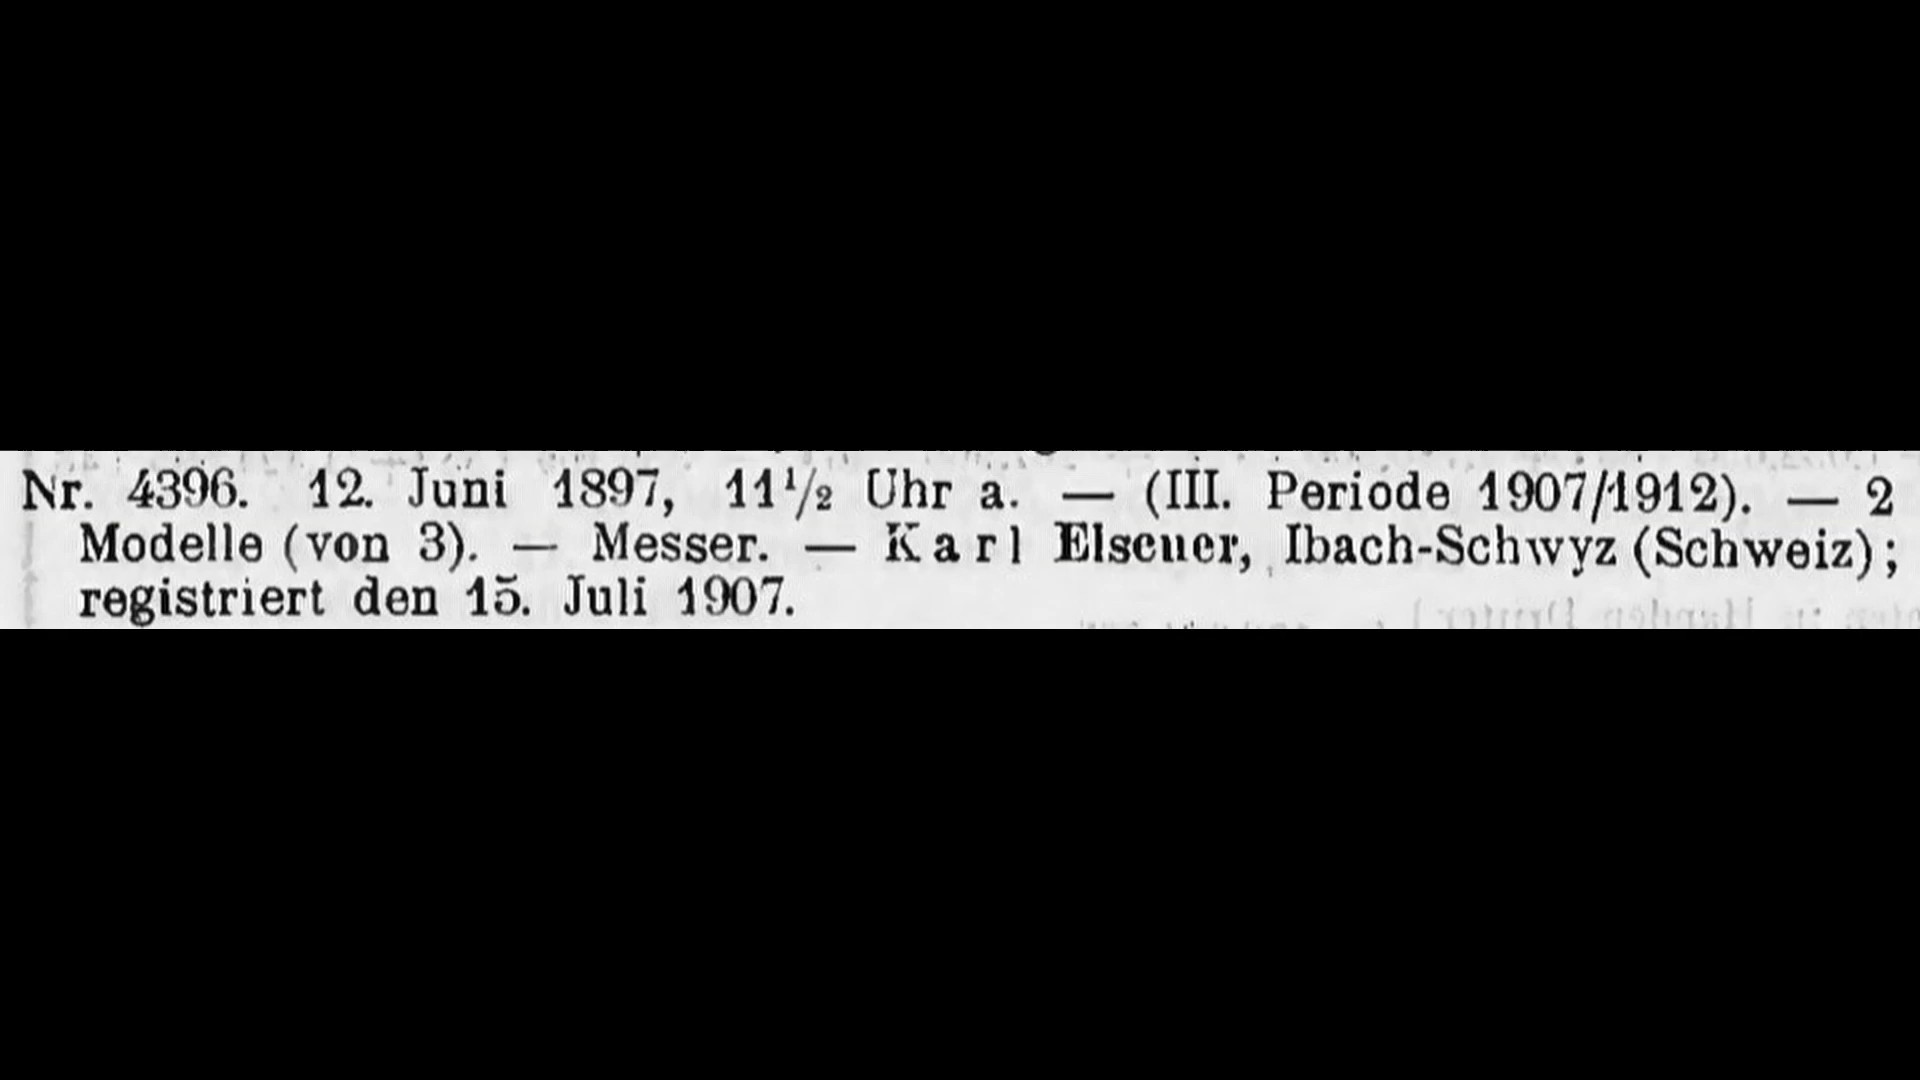 Nr. 4396. 12. Juni 1897, 11½ Uhr a. — (III. Periode 1907/1912). — 2
Modelle (von 3). — Messer. — Karl Elsener, Ibach-Schwyz (Schweiz);
registriert den 15. Juli 1907.